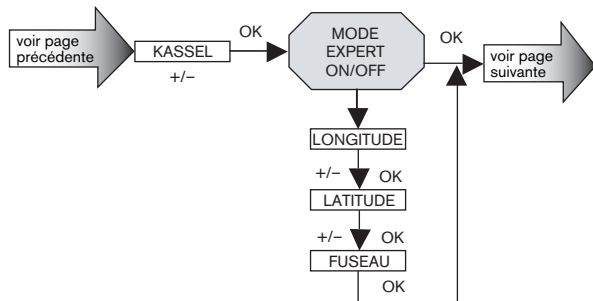 voir page
précédente
KASSEL
+/–
OK
MODE
EXPERT
ON/OFF
OK
voir page
suivante
LONGITUDE
+/–
OK
LATITUDE
+/–
OK
FUSEAU
OK